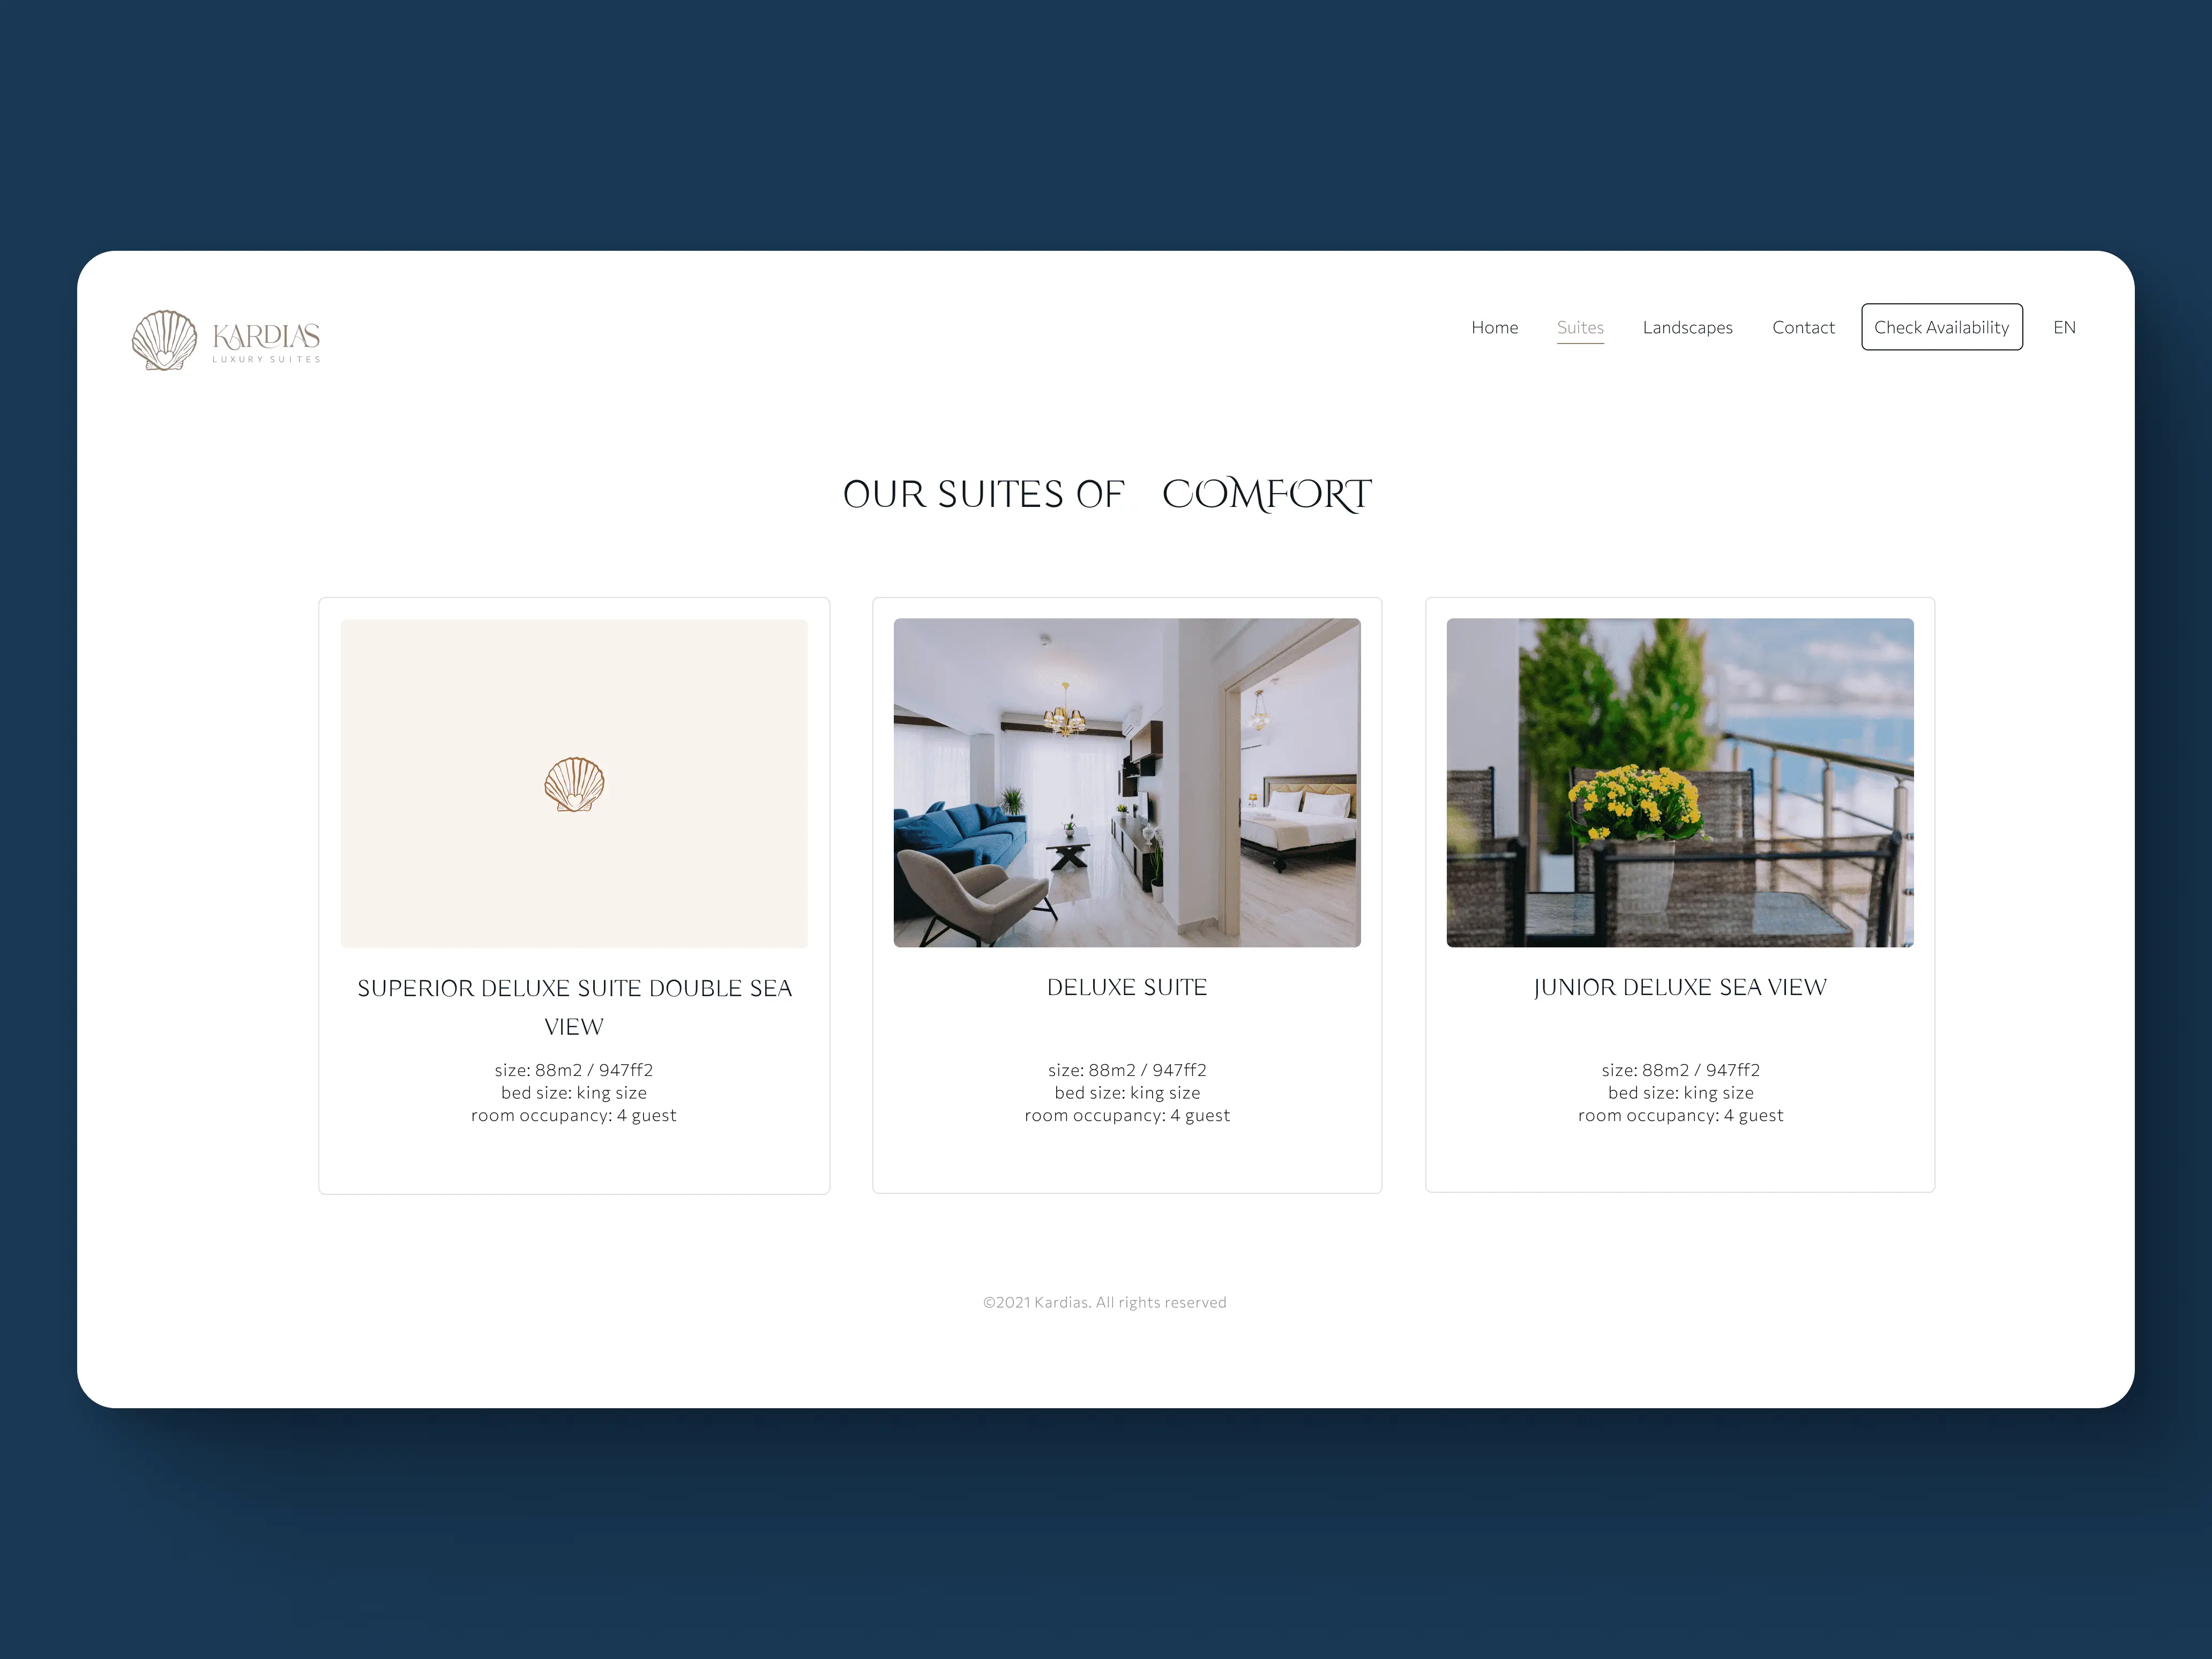 KARDIAS
LUXURY SUITES
Home Suites Landscapes Contact Check Availability EN
OUR SUITES OF COMFORT
SUPERIOR DELUXE SUITE DOUBLE SEA
VIEW
size: 88m2 / 947ff2
bed size: king size
room occupancy: 4 guest
DELUXE SUITE
size: 88m2 / 947ff2
bed size: king size
room occupancy: 4 guest
JUNIOR DELUXE SEA VIEW
size: 88m2 / 947ff2
bed size: king size
room occupancy: 4 guest
©2021 Kardias. All rights reserved